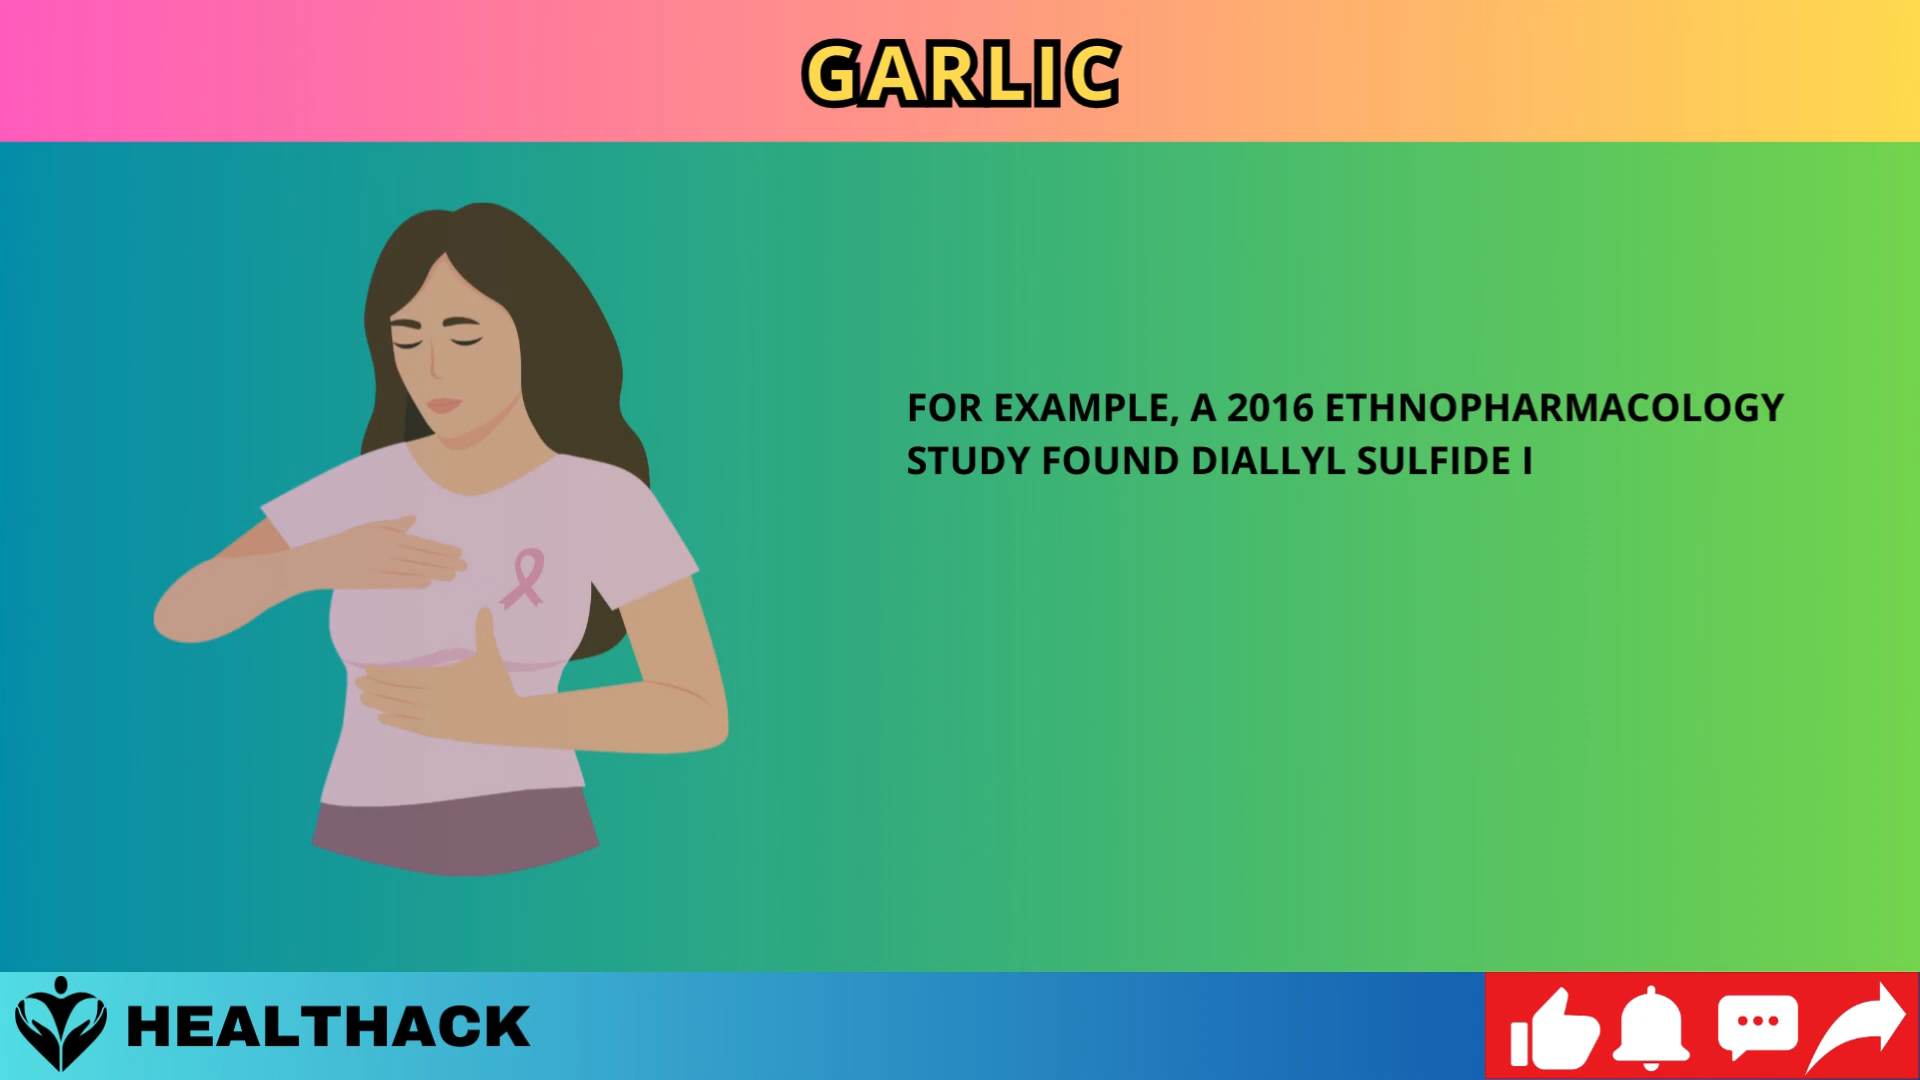 GARLIC
FOR EXAMPLE, A 2016 ETHNOPHARMACOLOGY
STUDY FOUND DIALLYL SULFIDE I
HEALTHACK